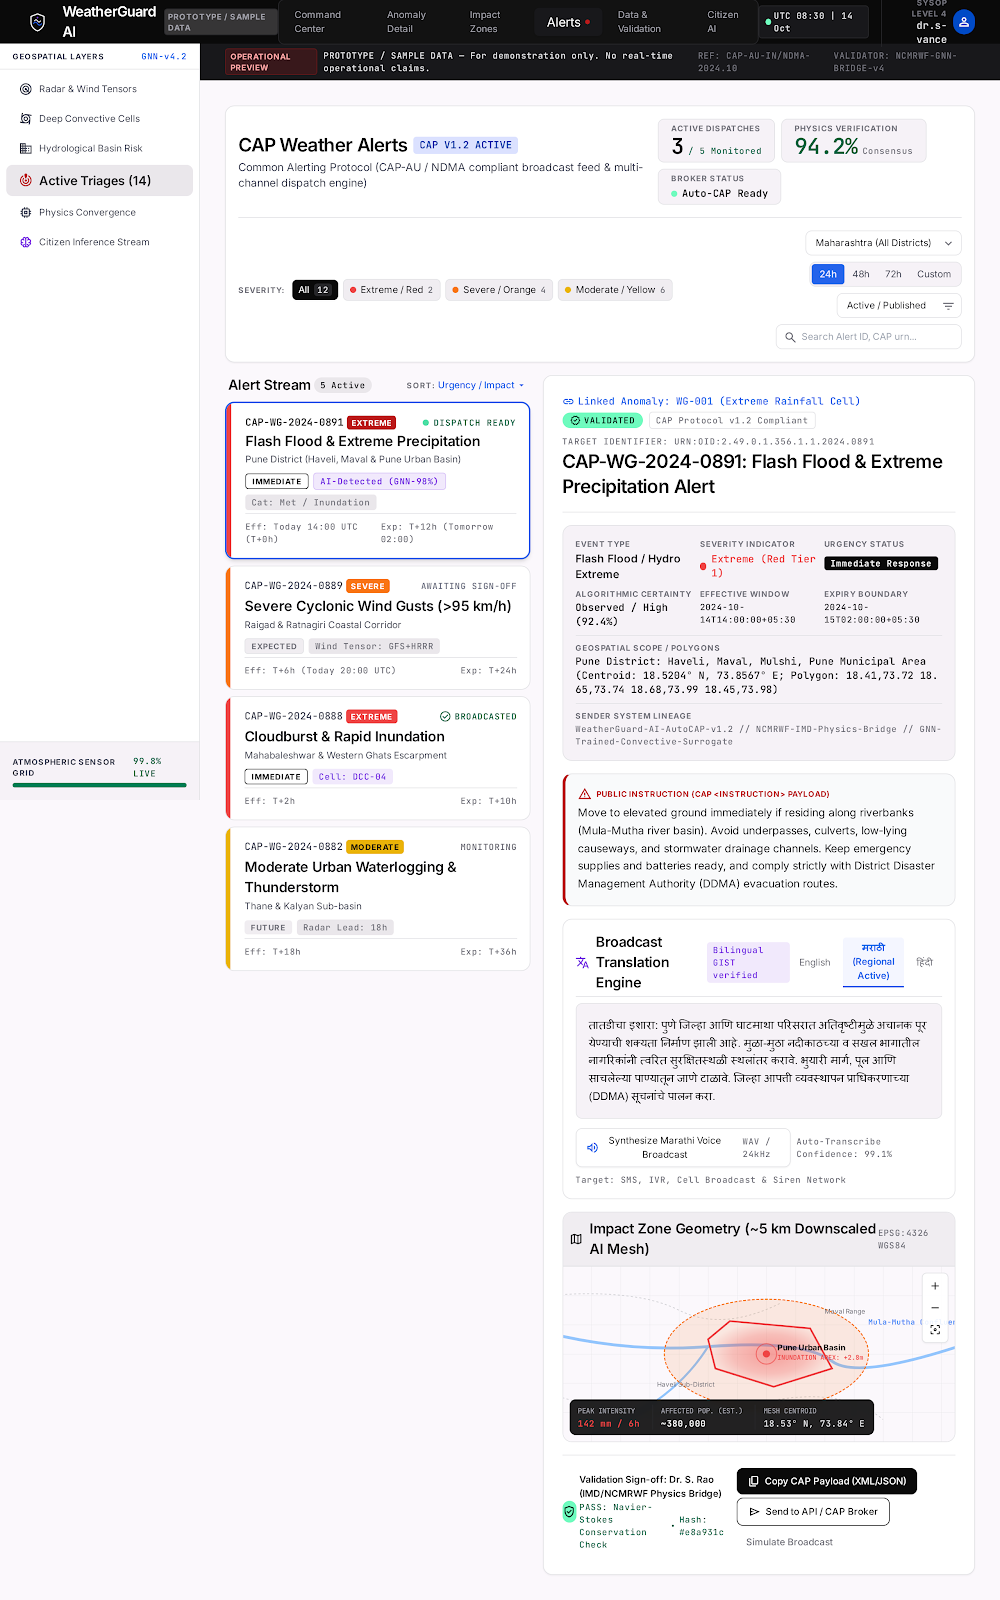 WeatherGuard AI
PROTOTYPE / SAMPLE DATA
Command Center
Anomaly Detail
Impact Zones
Alerts
Data & Validation
Citizen AI
UTC 08:30 | 14 Oct
SYSOP LEVEL 4
dr.s-vance
GEOSPATIAL LAYERS
GNN-v4.2
Radar & Wind Tensors
Deep Convective Cells
Hydrological Basin Risk
Active Triages (14)
Physics Convergence
Citizen Inference Stream
ATMOSPHERIC SENSOR GRID
99.8% LIVE
OPERATIONAL PREVIEW
PROTOTYPE / SAMPLE DATA — For demonstration only. No real-time operational claims.
REF: CAP-AU-IN/NDMA-2024.10
VALIDATOR: NCMRWF-GNN-BRIDGE-v4
CAP Weather Alerts
CAP V1.2 ACTIVE
Common Alerting Protocol (CAP-AU / NDMA compliant broadcast feed & multi-channel dispatch engine)
ACTIVE DISPATCHES
3 / 5 Monitored
PHYSICS VERIFICATION
94.2% Consensus
BROKER STATUS
Auto-CAP Ready
SEVERITY:
All 12
Extreme / Red 2
Severe / Orange 4
Moderate / Yellow 6
Maharashtra (All Districts)
24h 48h 72h Custom
Active / Published
Search Alert ID, CAP urn...
Alert Stream
5 Active
SORT: Urgency / Impact
CAP-WG-2024-0891 EXTREME
DISPATCH READY
Flash Flood & Extreme Precipitation
Pune District (Haveli, Maval & Pune Urban Basin)
IMMEDIATE
AI-Detected (GNN-98%)
Cat: Met / Inundation
Eff: Today 14:00 UTC (T+0h)
Exp: T+12h (Tomorrow 02:00)
CAP-WG-2024-0889 SEVERE
AWAITING SIGN-OFF
Severe Cyclonic Wind Gusts (>95 km/h)
Raigad & Ratnagiri Coastal Corridor
EXPECTED
Wind Tensor: GFS+HRRR
Eff: T+6h (Today 20:00 UTC)
Exp: T+24h
CAP-WG-2024-0888 EXTREME
BROADCASTED
Cloudburst & Rapid Inundation
Mahabaleshwar & Western Ghats Escarpment
IMMEDIATE
Cell: DCC-04
Eff: T+2h
Exp: T+10h
CAP-WG-2024-0882 MODERATE
MONITORING
Moderate Urban Waterlogging & Thunderstorm
Thane & Kalyan Sub-basin
FUTURE
Radar Lead: 18h
Eff: T+18h
Exp: T+36h
Linked Anomaly: WG-001 (Extreme Rainfall Cell)
VALIDATED
CAP Protocol v1.2 Compliant
TARGET IDENTIFIER: URN:OID:2.49.0.1.356.1.1.2024.0891
CAP-WG-2024-0891: Flash Flood & Extreme Precipitation Alert
EVENT TYPE
Flash Flood / Hydro Extreme
SEVERITY INDICATOR
Extreme (Red Tier 1)
URGENCY STATUS
Immediate Response
ALGORITHMIC CERTAINTY
Observed / High (92.4%)
EFFECTIVE WINDOW
2024-10-14T14:00:00+05:30
EXPIRY BOUNDARY
2024-10-15T02:00:00+05:30
GEOSPATIAL SCOPE / POLYGONS
Pune District: Haveli, Maval, Mulshi, Pune Municipal Area
(Centroid: 18.5204° N, 73.8567° E; Polygon: 18.41,73.72 18.
65,73.74 18.68,73.99 18.45,73.98)
SENDER SYSTEM LINEAGE
WeatherGuard-AI-AutoCAP-v1.2 // NCMRWF-IMD-Physics-Bridge // GNN-Trained-Convective-Surrogate
PUBLIC INSTRUCTION (CAP <INSTRUCTION> PAYLOAD)
Move to elevated ground immediately if residing along riverbanks
(Mula-Mutha river basin). Avoid underpasses, culverts, low-lying
causeways, and stormwater drainage channels. Keep emergency
supplies and batteries ready, and comply strictly with District Disaster
Management Authority (DDMA) evacuation routes.
Broadcast Translation Engine
Bilingual GIST verified
English
मराठी (Regional Active)
हिंदी
तातडीचा इशारा: पुणे जिल्हा आणि घाटमाथा परिसरात अतिवृष्टीमुळे अचानक पूर
येण्याची शक्यता निर्माण झाली आहे. मुळा-मुठा नदीकाठच्या व सखल भागातील
नागरिकांनी त्वरित सुरक्षितस्थळी स्थलांतर करावे. भुयारी मार्ग, पूल आणि
साचलेल्या पाण्यातून जाणे टाळावे. जिल्हा आपत्ती व्यवस्थापन प्राधिकरणाच्या
(DDMA) सूचनांचे पालन करा.
Synthesize Marathi Voice Broadcast
WAV / 24kHz
Auto-Transcribe Confidence: 99.1%
Target: SMS, IVR, Cell Broadcast & Siren Network
Impact Zone Geometry (~5 km Downscaled AI Mesh)
EPSG:4326 WGS84
Maval Range
Mula-Mutha
Pune Urban Basin
INUNDATION APEX: +2.8m
Haveli Sub-District
PEAK INTENSITY
142 mm / 6h
AFFECTED POP. (EST.)
~380,000
MESH CENTROID
18.53° N, 73.84° E
Validation Sign-off: Dr. S. Rao (IMD/NCMRWF Physics Bridge)
PASS: Navier-Stokes Conservation Check
• Hash: #e8a931c
Copy CAP Payload (XML/JSON)
Send to API / CAP Broker
Simulate Broadcast